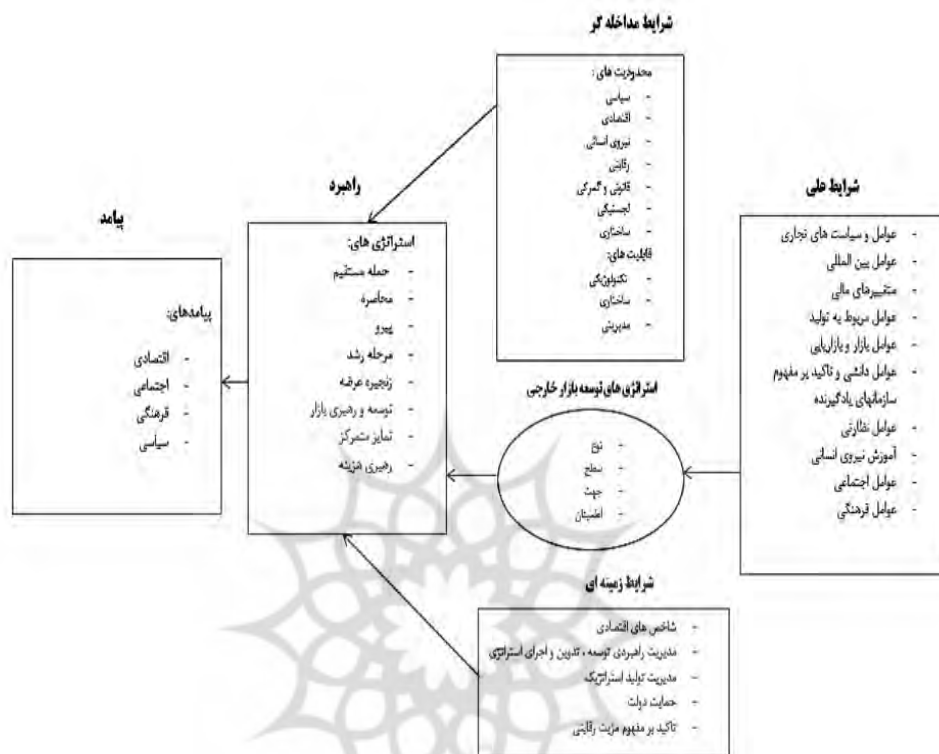 شرایط مداخله گر
محدودیت های :
- سیاسی
- اقتصادی
- نیروی انسانی
- رقابتی
- قانونی و گمرکی
- لجستیکی
- ساختاری
قابلیت های:
- تکنولوژیکی
- ساختاری
- مدیریتی
شرایط علی
- عوامل و سیاست های تجاری
- عوامل بین المللی
- متغییرهای مالی
- عوامل مربوط به تولید
- عوامل بازار و بازاریابی
- عوامل دانشی و تاکید بر مفهوم
سازمانهای یادگیرنده
- عوامل نظارتی
- آموزش نیروی انسانی
- عوامل اجتماعی
- عوامل فرهنگی
استراتژی های توسعه بازار خارجی
- نوع
- سطح
- جهت
- اطمینان
شرایط زمینه ای
- شاخص های اقتصادی
- مدیریت راهبردی توسعه ، تدوین و اجرای استراتژی
- مدیریت تولید استراتژیک
- حمایت دولت
- تاکید بر مفهوم مزیت رقابتی
راهبرد
استراتژی های:
- حمله مستقیم
- محاصره
- پیرو
- مرحله رشد
- زنجیره عرضه
- توسعه و رهبری بازار
- تمایز متمرکز
- رهبری هزینه
پیامد
پیامدهای:
- اقتصادی
- اجتماعی
- فرهنگی
- سیاسی